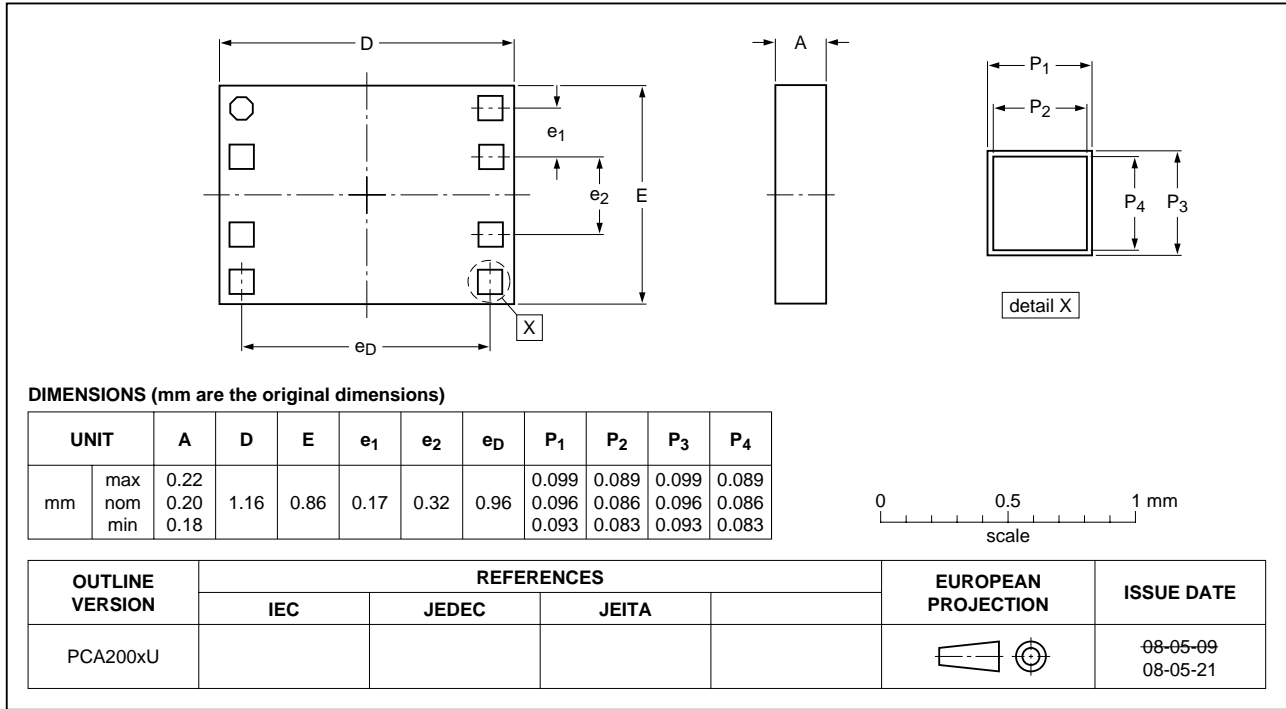 D
A
P1
P2
e1
e2
E
P4
P3
X
detail X
eD
DIMENSIONS (mm are the original dimensions)
UNIT A D E e1 e2 eD P1 P2 P3 P4
mm max 0.22 1.16 0.86 0.17 0.32 0.96 0.099 0.089 0.099 0.089
nom 0.20 0.096 0.086 0.096 0.086
min 0.18 0.093 0.083 0.093 0.083
0 0.5 1 mm
scale
OUTLINE VERSION REFERENCES EUROPEAN PROJECTION ISSUE DATE
IEC JEDEC JEITA
PCA200xU 08-05-09
08-05-21